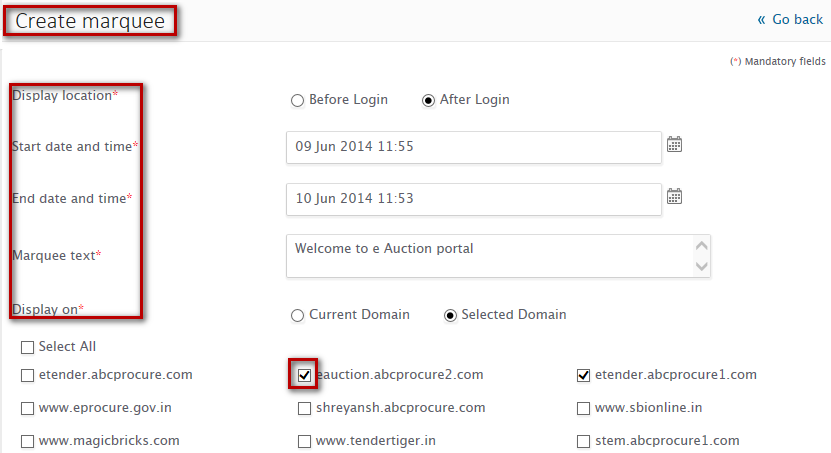 Create marquee
« Go back
(*) Mandatory fields
Display location*
Before Login
After Login
Start date and time*
09 Jun 2014 11:55
End date and time*
10 Jun 2014 11:53
Marquee text*
Welcome to e Auction portal
Display on*
Current Domain
Selected Domain
Select All
etender.abcprocure.com
eauction.abcprocure2.com
etender.abcprocure1.com
www.eprocure.gov.in
shreyansh.abcprocure.com
www.sbionline.in
www.magicbricks.com
www.tendertiger.in
stem.abcprocure1.com